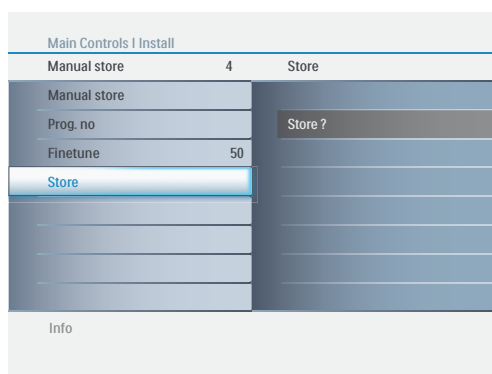 Main Controls I Install
Manual store 4 Store
Manual store
Prog. no Store ?
Finetune 50
Store
Info